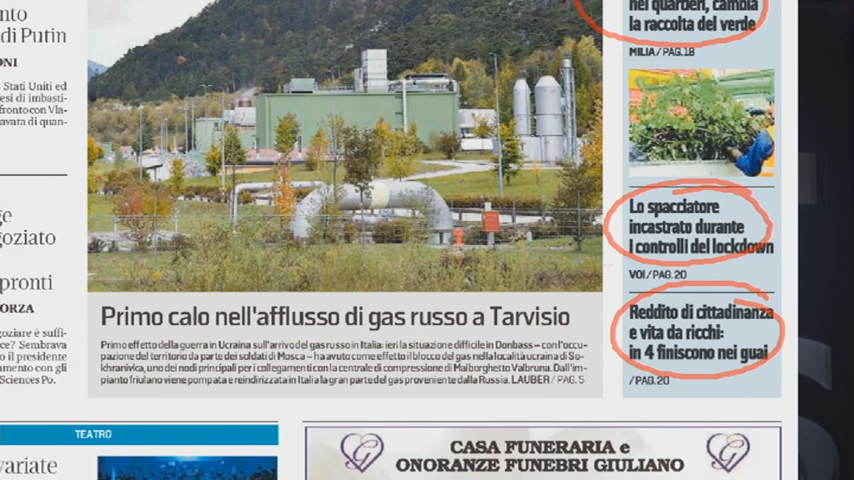 nto
di Putin
ONI
Stati Uniti ed
esi di imbasti-
fronto con Vla-
avata di quan-
ge
goziato
pronti
ORZA
goziare è suffi-
ce? Sembrava
o il presidente
amento con gli
Sciences Po.
Primo calo nell'afflusso di gas russo a Tarvisio
Primo effetto della guerra in Ucraina sull'arrivo del gas russo in Italia: ieri la situazione difficile in Donbass – con l'occu-
pazione del territorio da parte dei soldati di Mosca – ha avuto come effetto il blocco del gas nella località ucraina di So-
khranivka, uno dei nodi principali per i collegamenti con la centrale di compressione di Malborghetto Valbruna. Dall'im-
pianto friulano viene pompata e reindirizzata in Italia la gran parte del gas proveniente dalla Russia. LAUBER / PAG. 5
nei quartieri, cambia
la raccolta del verde
MILIA / PAG. 18
Lo spacciatore
incastrato durante
i controlli del lockdown
VOI / PAG. 20
Reddito di cittadinanza
e vita da ricchi:
in 4 finiscono nei guai
/ PAG. 20
TEATRO
variate
CASA FUNERARIA e
ONORANZE FUNEBRI GIULIANO
G
G